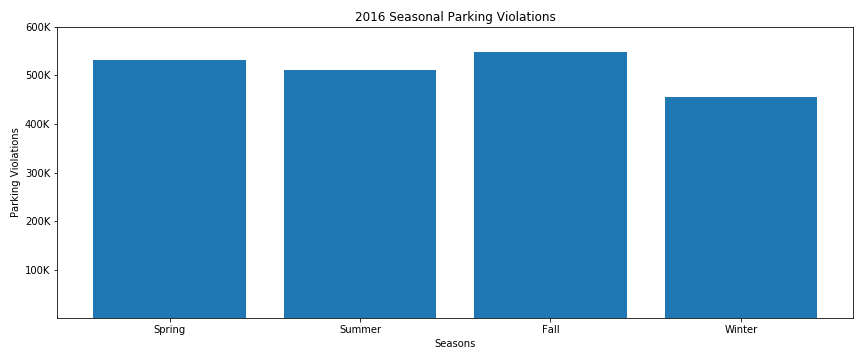 2016 Seasonal Parking Violations
600K
500K
400K
300K
200K
100K
Parking Violations
Spring Summer Fall Winter
Seasons